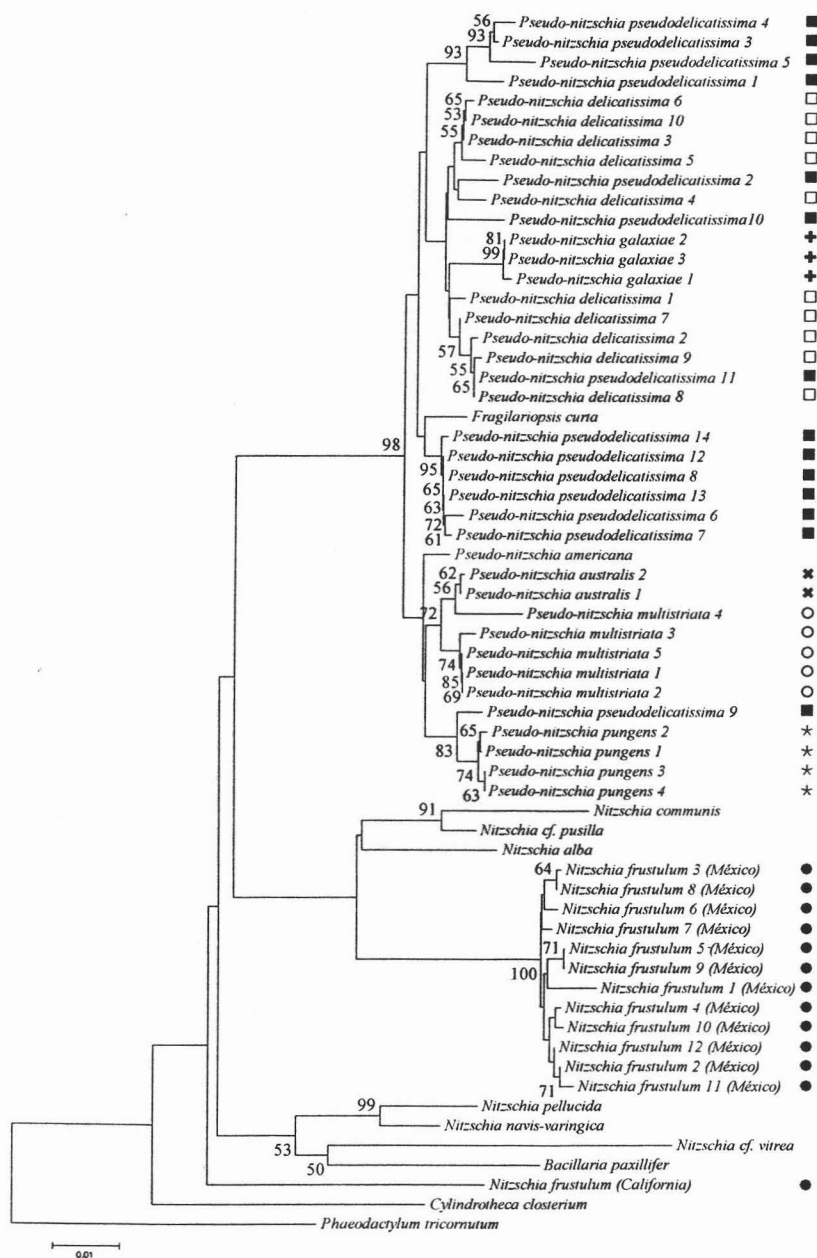 56 Pseudo-nitzschia pseudodelicatissima 4
93 Pseudo-nitzschia pseudodelicatissima 3
93 Pseudo-nitzschia pseudodelicatissima 5
Pseudo-nitzschia pseudodelicatissima 1
65 Pseudo-nitzschia delicatissima 6
53 Pseudo-nitzschia delicatissima 10
55 Pseudo-nitzschia delicatissima 3
Pseudo-nitzschia delicatissima 5
Pseudo-nitzschia pseudodelicatissima 2
Pseudo-nitzschia delicatissima 4
Pseudo-nitzschia pseudodelicatissima10
81 Pseudo-nitzschia galaxiae 2
99 Pseudo-nitzschia galaxiae 3
Pseudo-nitzschia galaxiae 1
Pseudo-nitzschia delicatissima 1
Pseudo-nitzschia delicatissima 7
Pseudo-nitzschia delicatissima 2
57 Pseudo-nitzschia delicatissima 9
55 Pseudo-nitzschia pseudodelicatissima 11
65 Pseudo-nitzschia delicatissima 8
Fragilariopsis curta
98 Pseudo-nitzschia pseudodelicatissima 14
Pseudo-nitzschia pseudodelicatissima 12
95 Pseudo-nitzschia pseudodelicatissima 8
65 Pseudo-nitzschia pseudodelicatissima 13
63 Pseudo-nitzschia pseudodelicatissima 6
72
61 Pseudo-nitzschia pseudodelicatissima 7
Pseudo-nitzschia americana
62 Pseudo-nitzschia australis 2
56 Pseudo-nitzschia australis 1
72 Pseudo-nitzschia multistriata 4
Pseudo-nitzschia multistriata 3
Pseudo-nitzschia multistriata 5
74 Pseudo-nitzschia multistriata 1
85
69 Pseudo-nitzschia multistriata 2
Pseudo-nitzschia pseudodelicatissima 9
65 Pseudo-nitzschia pungens 2
83 Pseudo-nitzschia pungens 1
74 Pseudo-nitzschia pungens 3
63 Pseudo-nitzschia pungens 4
91 Nitzschia communis
Nitzschia cf. pusilla
Nitzschia alba
64 Nitzschia frustulum 3 (México)
Nitzschia frustulum 8 (México)
Nitzschia frustulum 6 (México)
Nitzschia frustulum 7 (México)
71 Nitzschia frustulum 5 (México)
100 Nitzschia frustulum 9 (México)
Nitzschia frustulum 1 (México)
Nitzschia frustulum 4 (México)
Nitzschia frustulum 10 (México)
Nitzschia frustulum 12 (México)
Nitzschia frustulum 2 (México)
71 Nitzschia frustulum 11 (México)
99 Nitzschia pellucida
Nitzschia navis-varingica
53 Nitzschia cf. vitrea
50 Bacillaria paxillifer
Nitzschia frustulum (California)
Cylindrotheca closterium
Phaeodactylum tricornutum
0.01